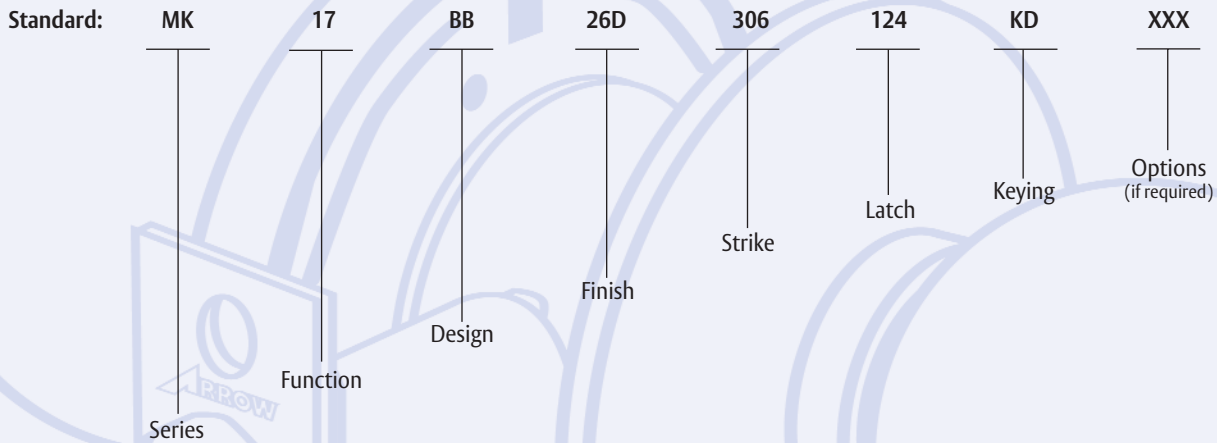 Standard: MK 17 BB 26D 306 124 KD XXX
Options
(if required)
Keying
Latch
Strike
Finish
Design
Function
Series
ARROW